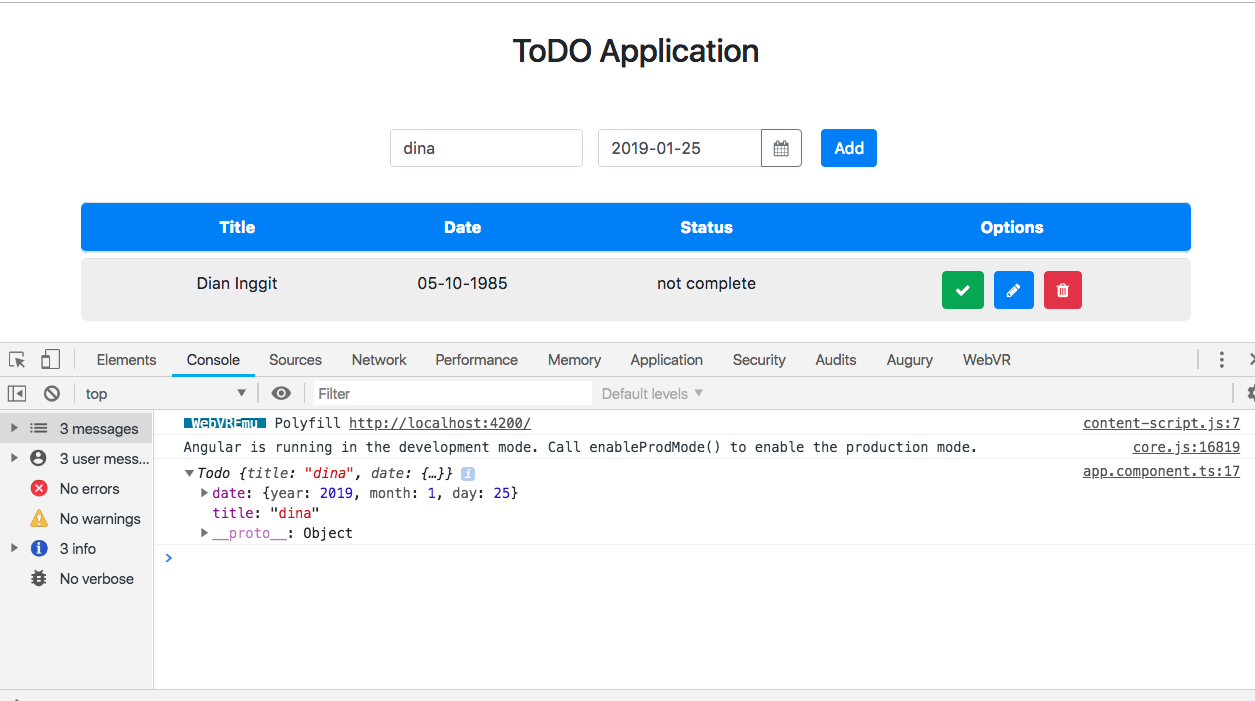 ToDO Application
dina 2019-01-25 Add
Title Date Status Options
Dian Inggit 05-10-1985 not complete
Elements Console Sources Network Performance Memory Application Security Audits Augury WebVR
top Filter Default levels
3 messages
3 user mess...
No errors
No warnings
3 info
No verbose
WebVREmu Polyfill http://localhost:4200/ content-script.js:7
Angular is running in the development mode. Call enableProdMode() to enable the production mode. core.js:16819
Todo {title: "dina", date: {…}} i app.component.ts:17
date: {year: 2019, month: 1, day: 25}
title: "dina"
__proto__: Object